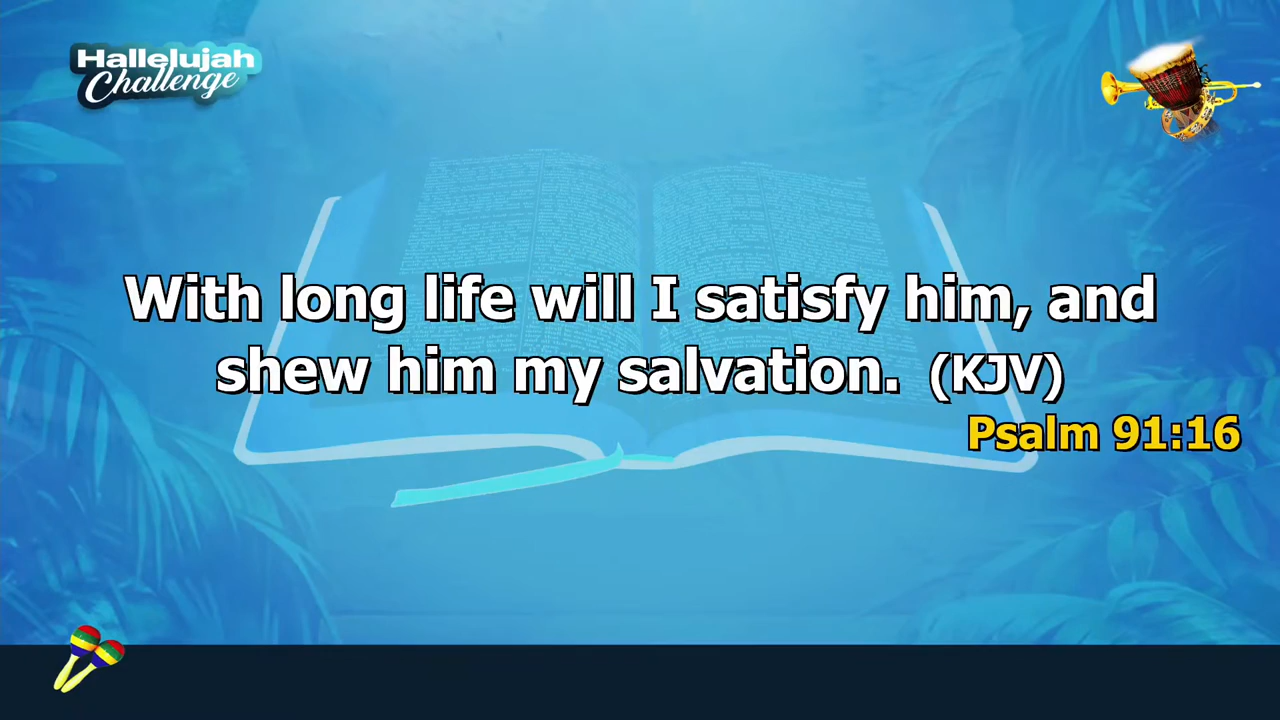 Hallelujah
Challenge
With long life will I satisfy him, and
shew him my salvation. (KJV)
Psalm 91:16